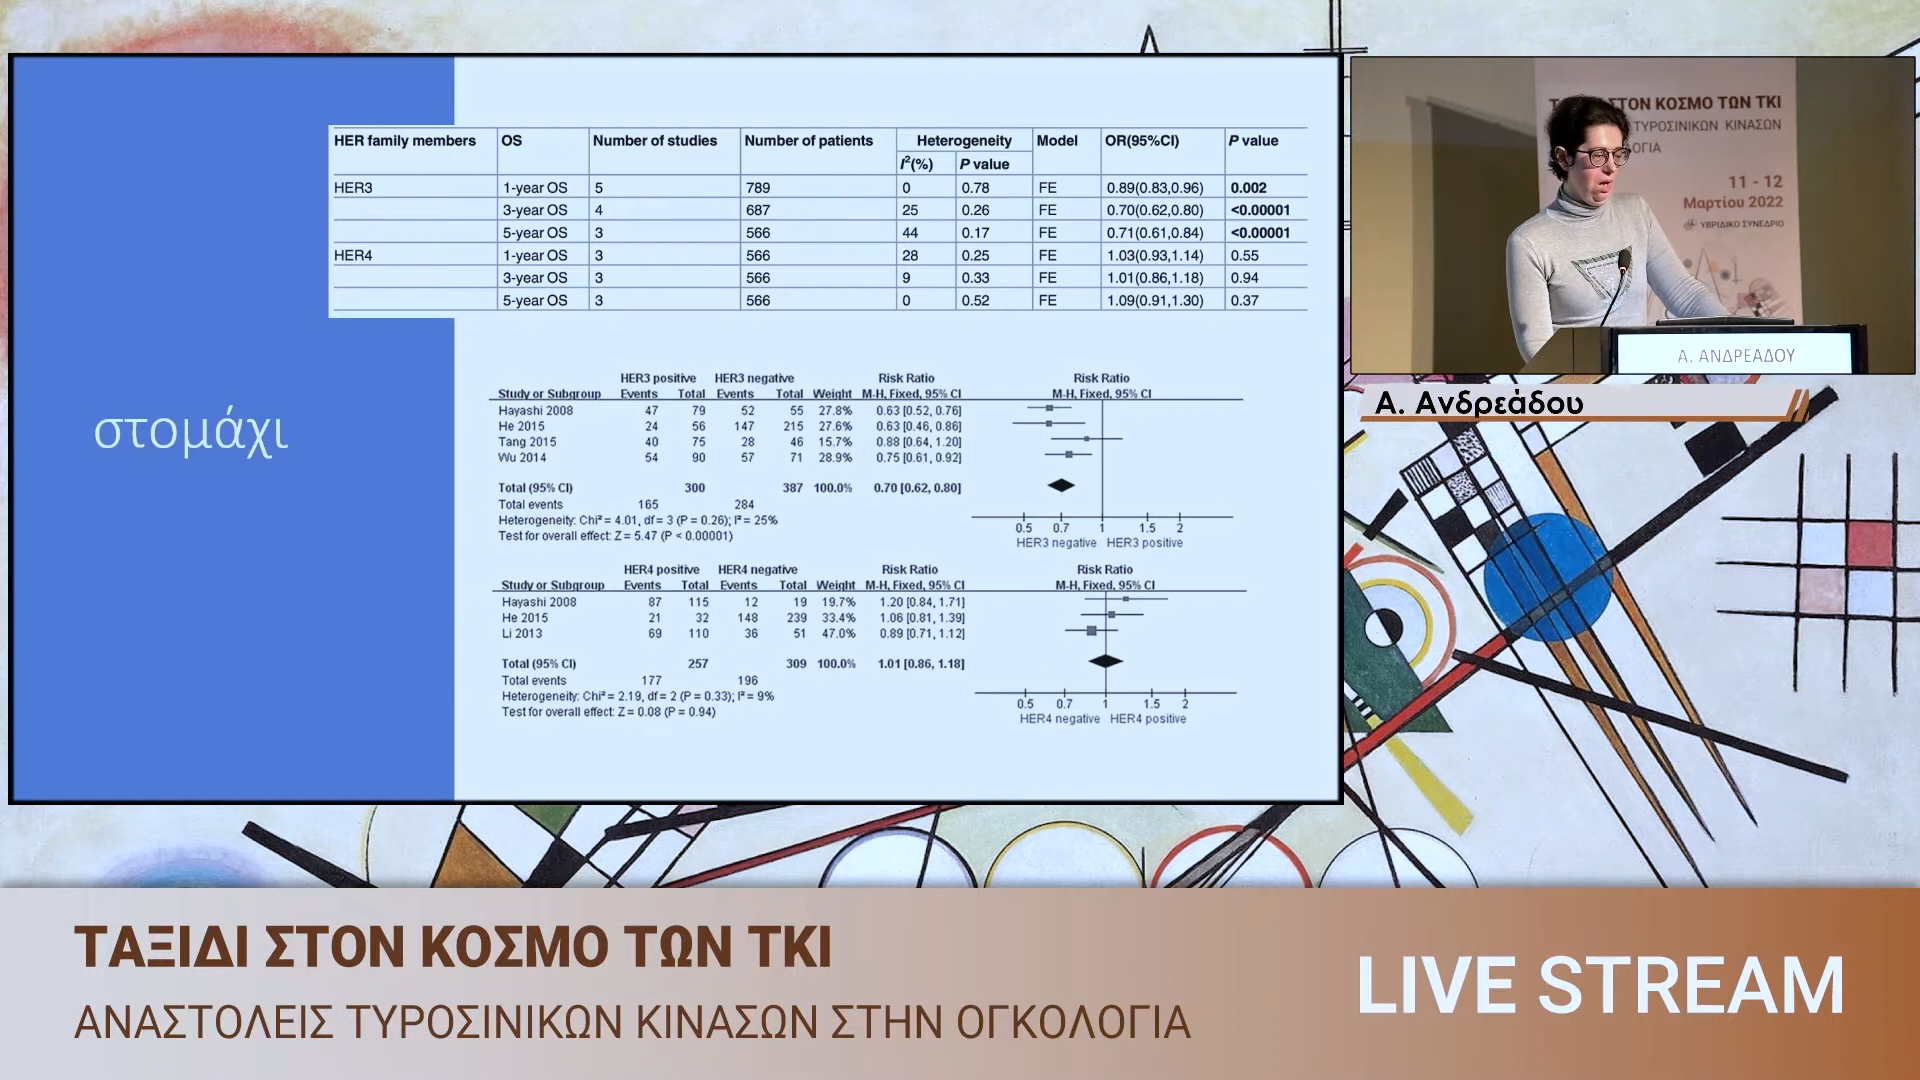 HER family members OS Number of studies Number of patients Heterogeneity Model OR(95%CI) P value
I²(%) P value
HER3 1-year OS 5 789 0 0.78 FE 0.89(0.83,0.96) 0.002
3-year OS 4 687 25 0.26 FE 0.70(0.62,0.80) <0.00001
5-year OS 3 566 44 0.17 FE 0.71(0.61,0.84) <0.00001
HER4 1-year OS 3 566 28 0.25 FE 1.03(0.93,1.14) 0.55
3-year OS 3 566 9 0.33 FE 1.01(0.86,1.18) 0.94
5-year OS 3 566 0 0.52 FE 1.09(0.91,1.30) 0.37
στομάχι
HER3 positive HER3 negative Risk Ratio Risk Ratio
Study or Subgroup Events Total Events Total Weight M-H, Fixed, 95% CI M-H, Fixed, 95% CI
Hayashi 2008 47 79 52 55 27.8% 0.63 [0.52, 0.76]
He 2015 24 56 147 215 27.6% 0.63 [0.46, 0.86]
Tang 2015 40 75 28 46 15.7% 0.88 [0.64, 1.20]
Wu 2014 54 90 57 71 28.9% 0.75 [0.61, 0.92]
Total (95% CI) 300 387 100.0% 0.70 [0.62, 0.80]
Total events 165 284
Heterogeneity: Chi² = 4.01, df = 3 (P = 0.26); I² = 25%
Test for overall effect: Z = 5.47 (P < 0.00001)
0.5 0.7 1 1.5 2
HER3 negative HER3 positive
HER4 positive HER4 negative Risk Ratio Risk Ratio
Study or Subgroup Events Total Events Total Weight M-H, Fixed, 95% CI M-H, Fixed, 95% CI
Hayashi 2008 87 115 12 19 19.7% 1.20 [0.84, 1.71]
He 2015 21 32 148 239 33.4% 1.06 [0.81, 1.39]
Li 2013 69 110 36 51 47.0% 0.89 [0.71, 1.12]
Total (95% CI) 257 309 100.0% 1.01 [0.86, 1.18]
Total events 177 196
Heterogeneity: Chi² = 2.19, df = 2 (P = 0.33); I² = 9%
Test for overall effect: Z = 0.08 (P = 0.94)
0.5 0.7 1 1.5 2
HER4 negative HER4 positive
ΣΤΟΝ ΚΟΣΜΟ ΤΩΝ ΤΚΙ
ΤΥΡΟΣΙΝΙΚΩΝ ΚΙΝΑΣΩΝ
11 - 12
Μαρτίου 2022
ΥΒΡΙΔΙΚΟ ΣΥΝΕΔΡΙΟ
Α. ΑΝΔΡΕΑΔΟΥ
Α. Ανδρεάδου
ΤΑΞΙΔΙ ΣΤΟΝ ΚΟΣΜΟ ΤΩΝ ΤΚΙ
ΑΝΑΣΤΟΛΕΙΣ ΤΥΡΟΣΙΝΙΚΩΝ ΚΙΝΑΣΩΝ ΣΤΗΝ ΟΓΚΟΛΟΓΙΑ
LIVE STREAM